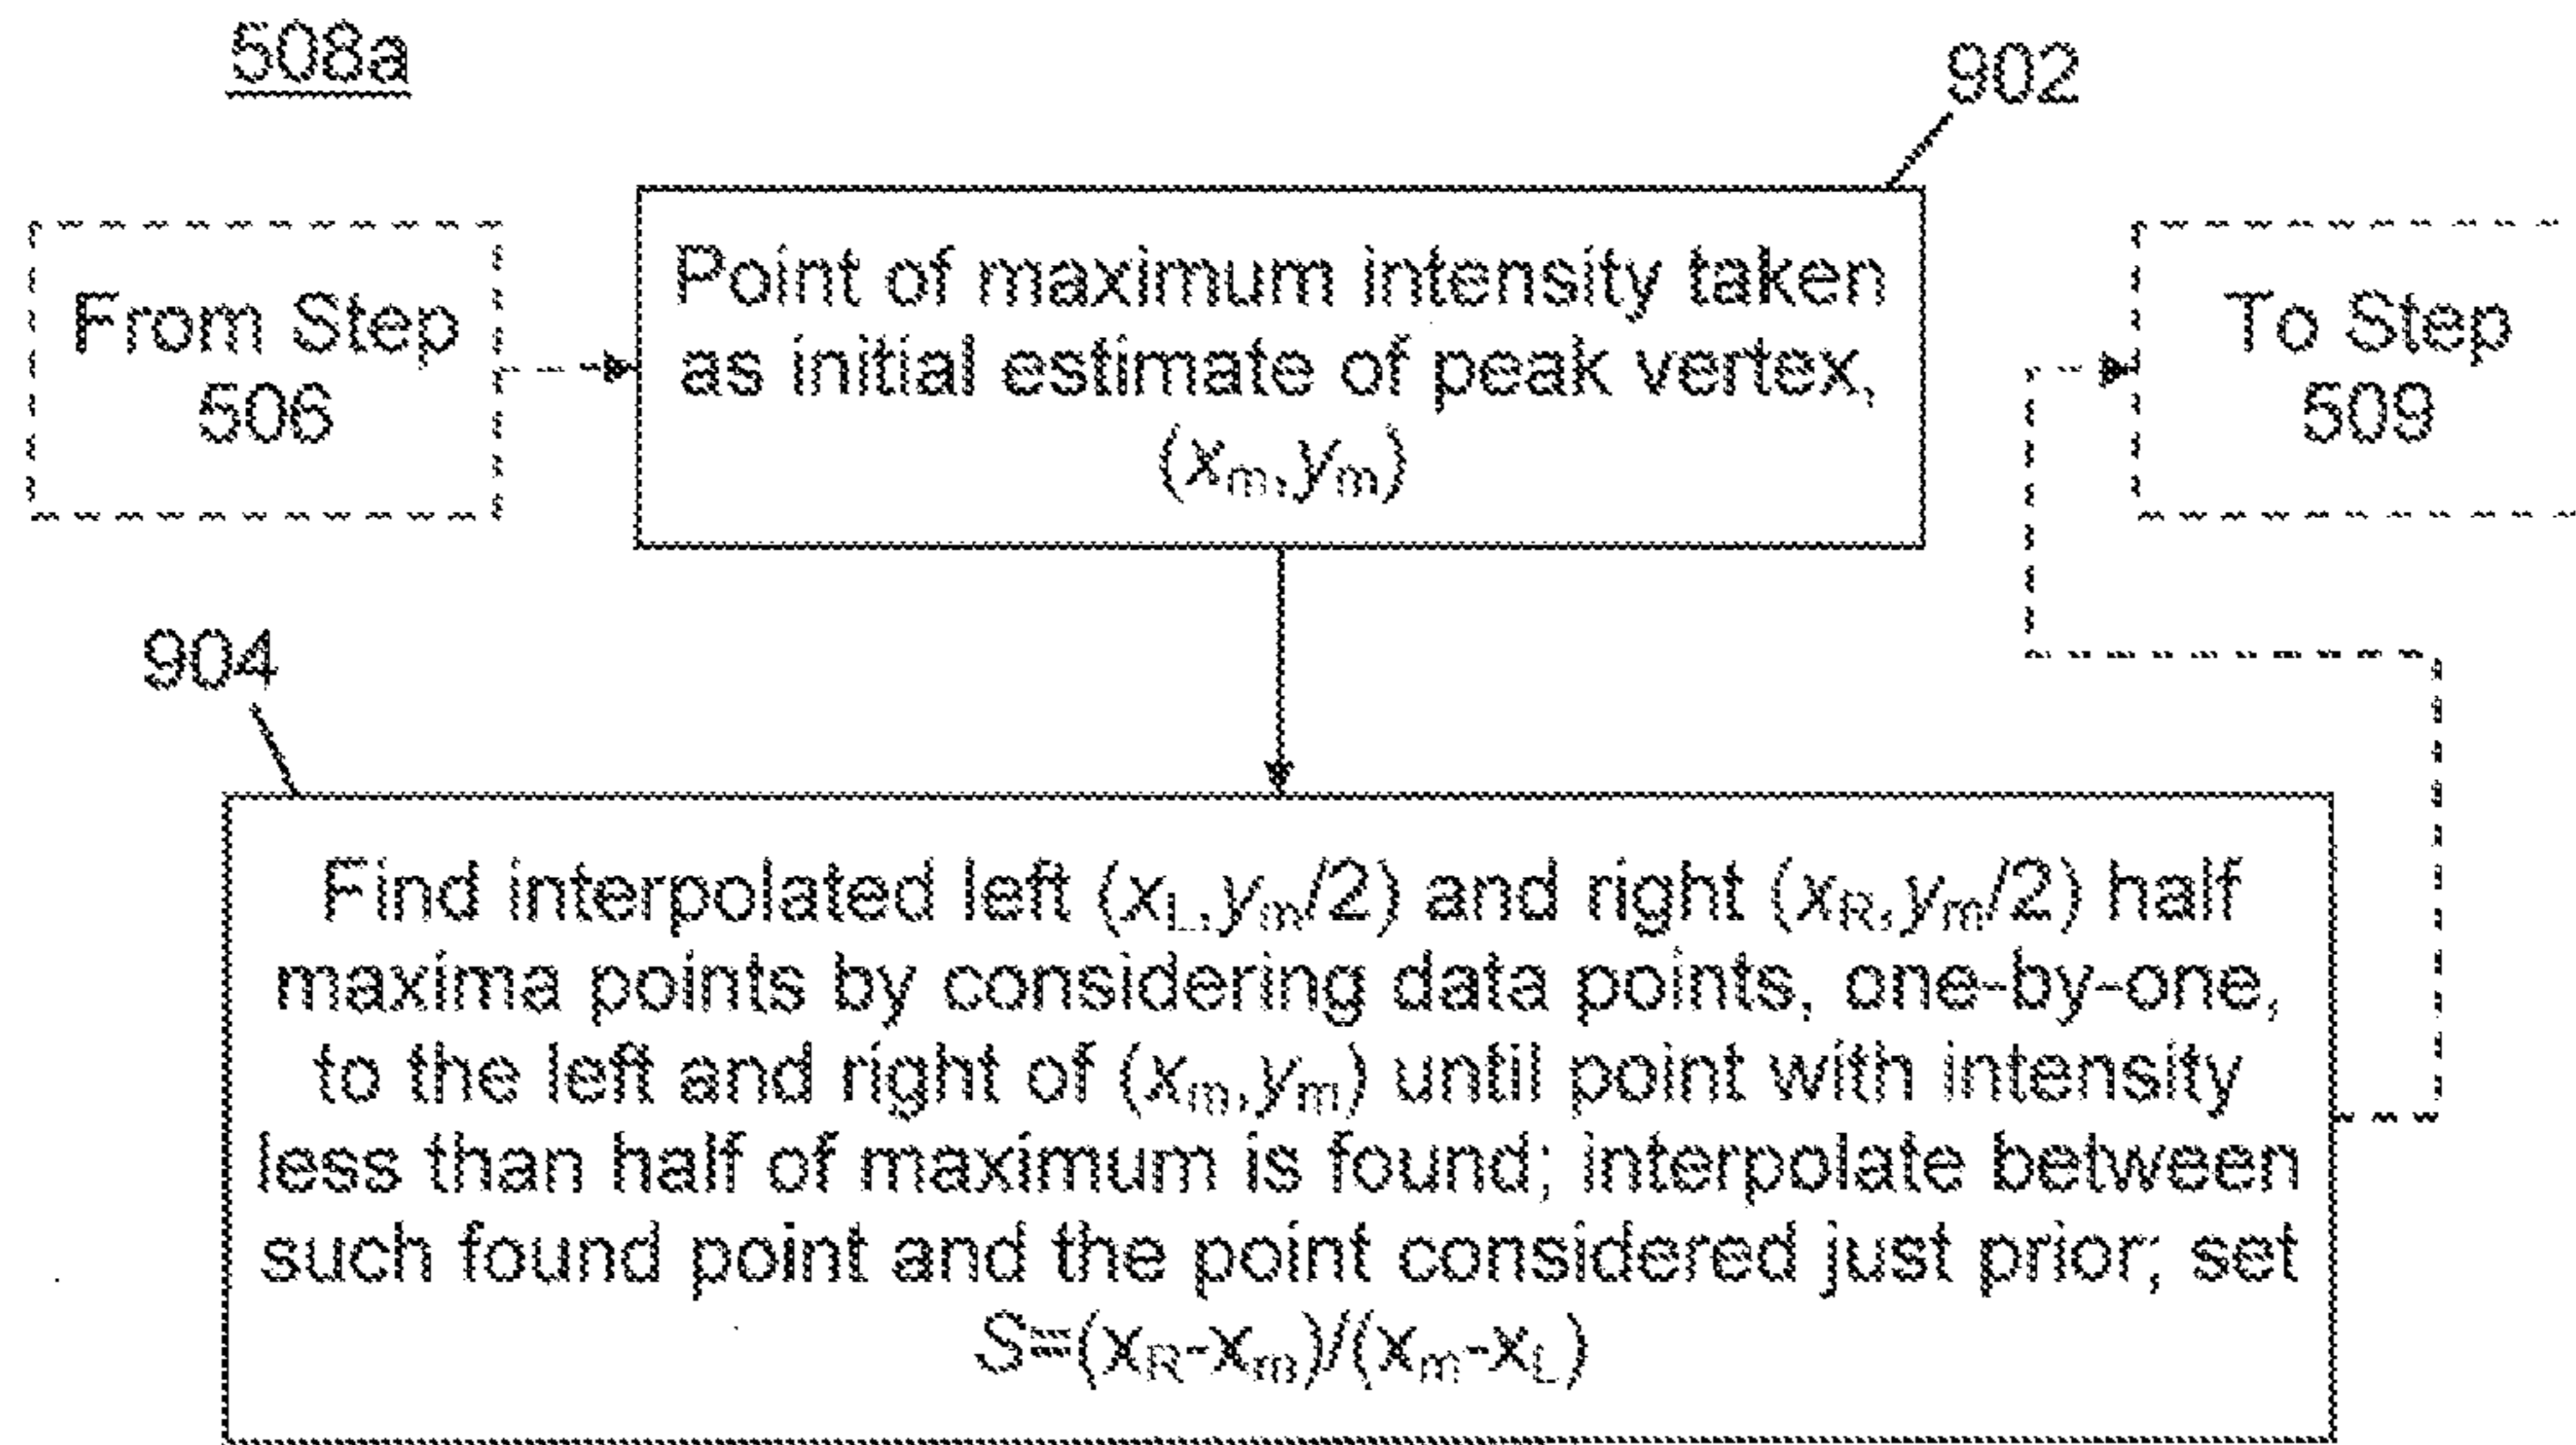 508a
902
From Step
506
Point of maximum intensity taken
as initial estimate of peak vertex,
(xm,ym)
To Step
509
904
Find interpolated left (xL,ym/2) and right (xR,ym/2) half
maxima points by considering data points, one-by-one,
to the left and right of (xm,ym) until point with intensity
less than half of maximum is found; interpolate between
such found point and the point considered just prior; set
S=(xR-xm)/(xm-xL)